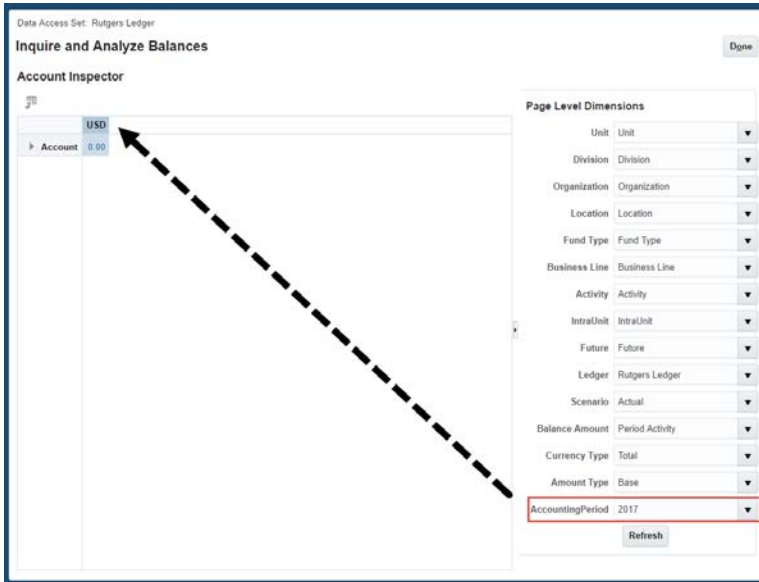 Data Access Set: Rutgers Ledger
Inquire and Analyze Balances
Done
Account Inspector
USD
Account 0.00
Page Level Dimensions
Unit Unit
Division Division
Organization Organization
Location Location
Fund Type Fund Type
Business Line Business Line
Activity Activity
IntraUnit IntraUnit
Future Future
Ledger Rutgers Ledger
Scenario Actual
Balance Amount Period Activity
Currency Type Total
Amount Type Base
AccountingPeriod 2017
Refresh